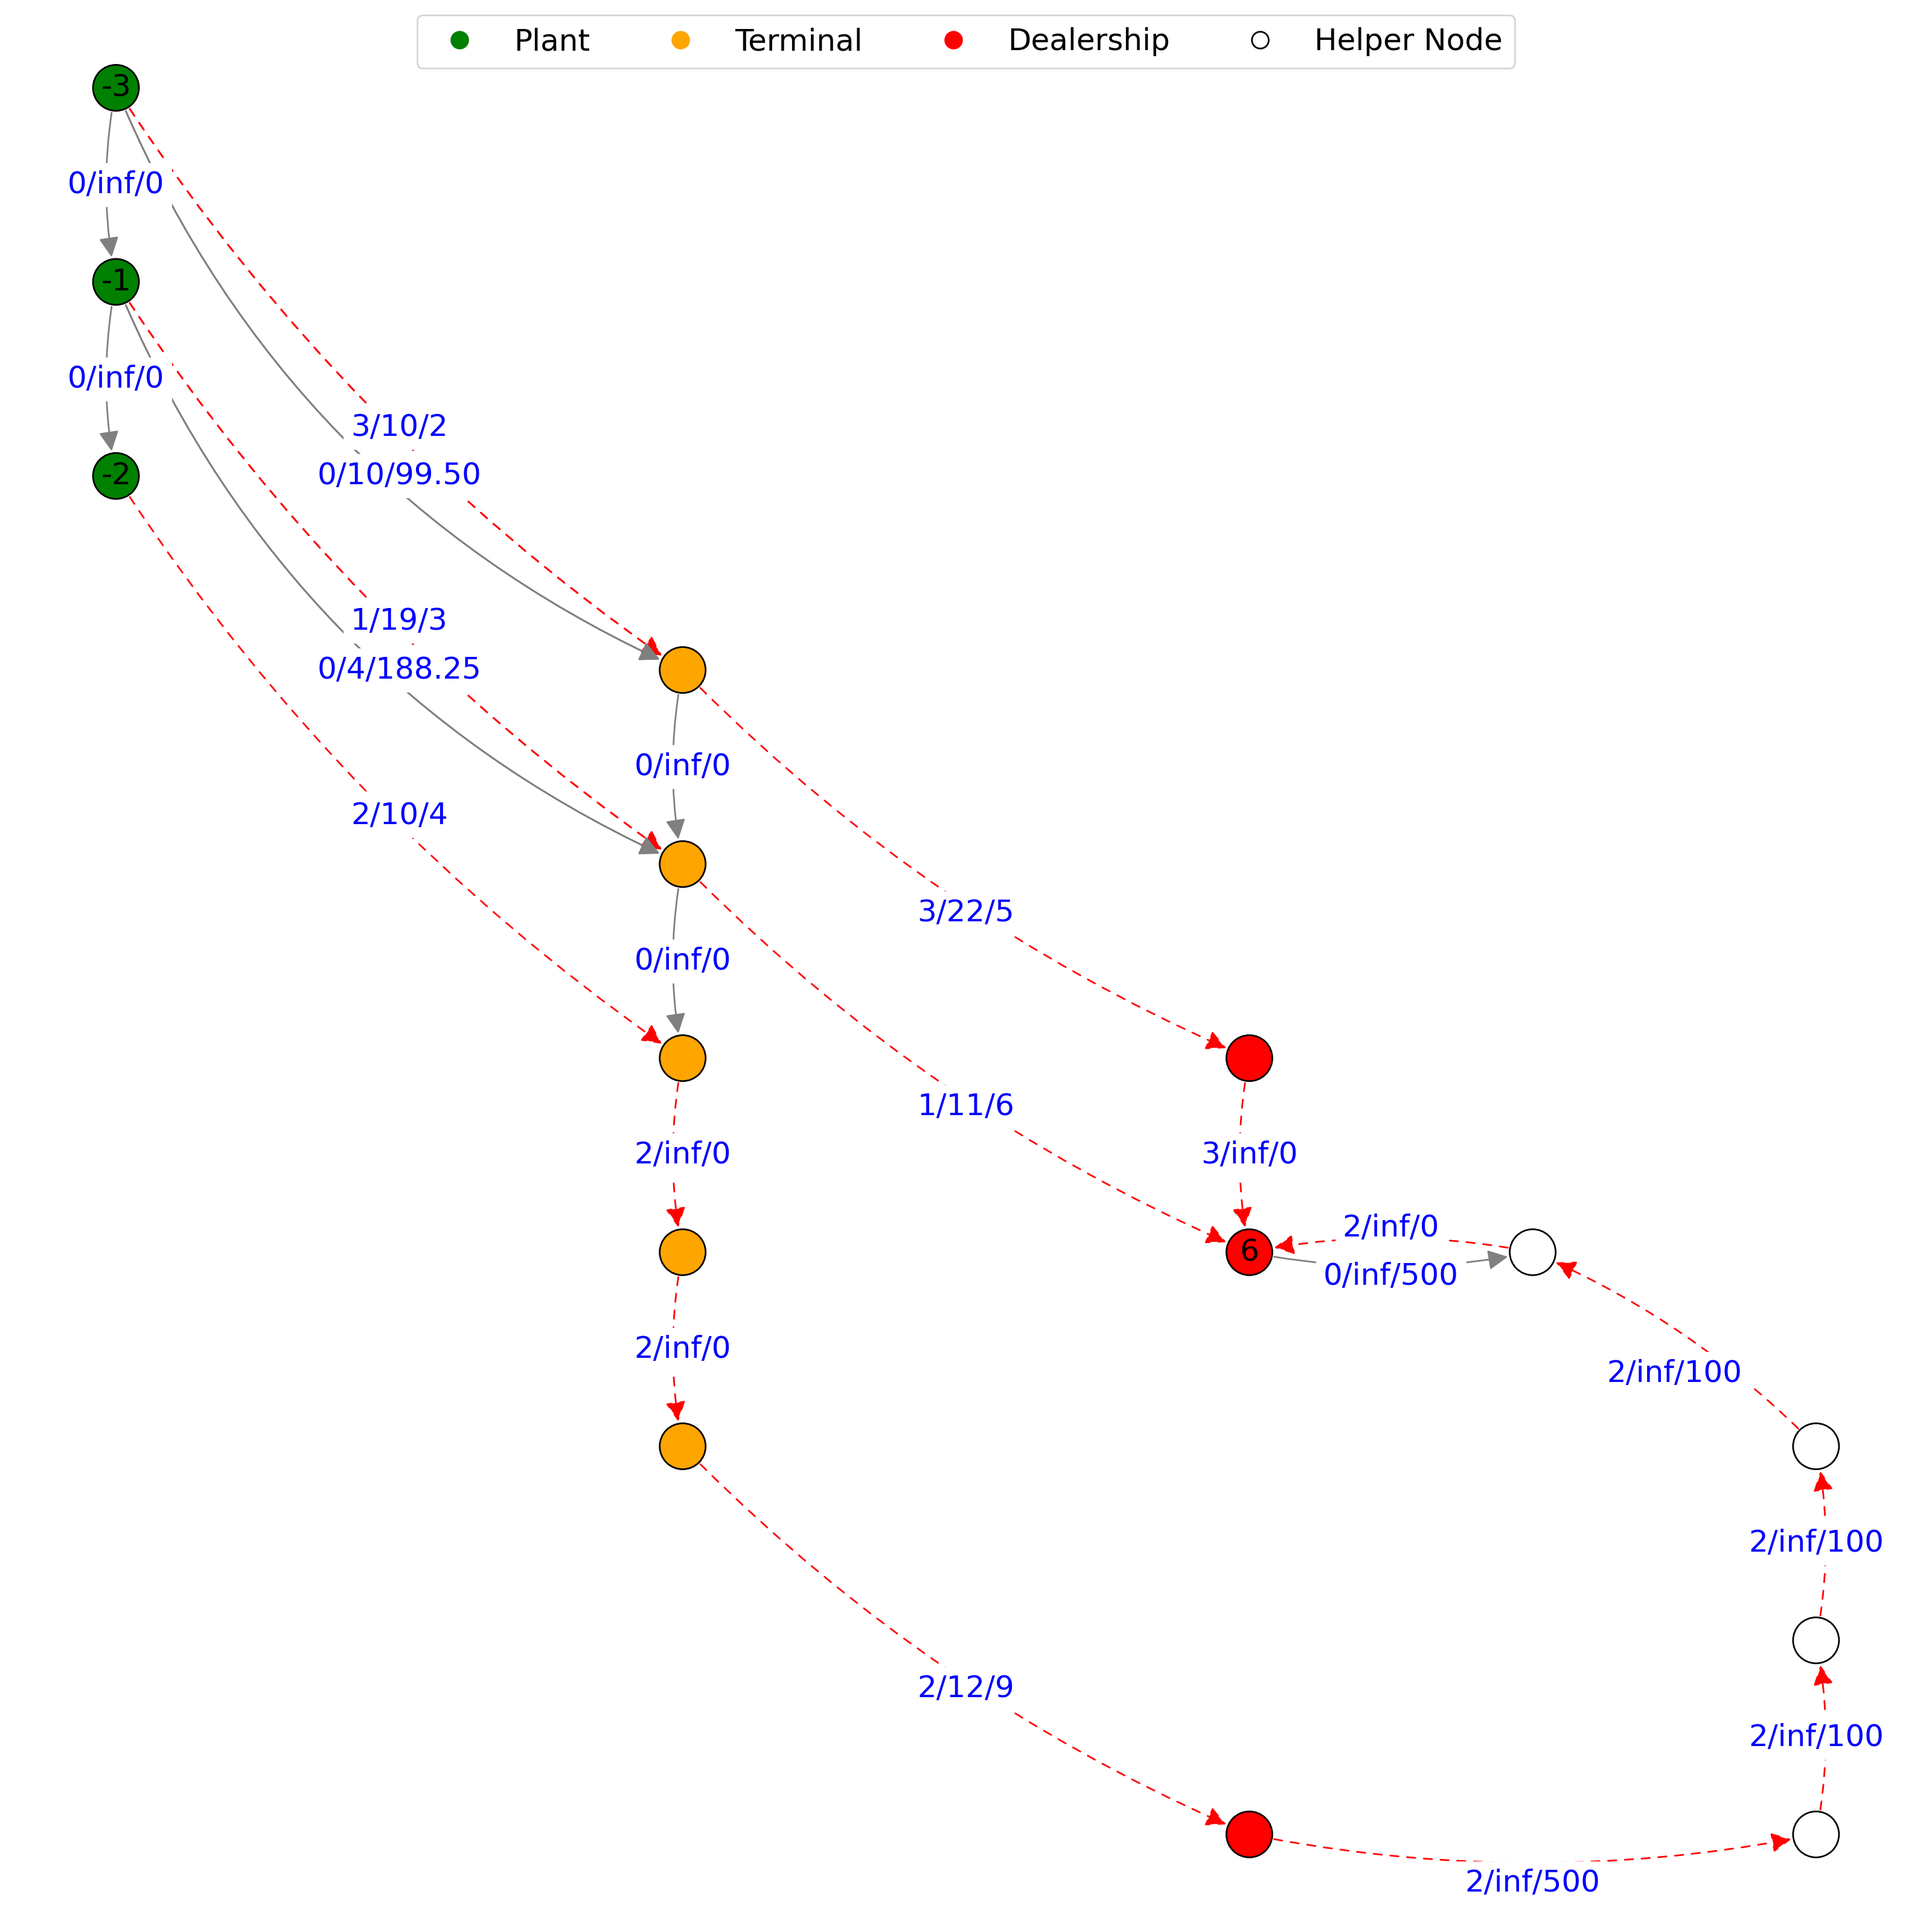 Plant Terminal Dealership Helper Node
-3
0/inf/0
-1
0/inf/0
3/10/2
0/10/99.50
-2
1/19/3
0/4/188.25
0/inf/0
2/10/4
3/22/5
0/inf/0
1/11/6
2/inf/0
3/inf/0
2/inf/0
6
0/inf/500
2/inf/0
2/inf/100
2/inf/100
2/12/9
2/inf/100
2/inf/500